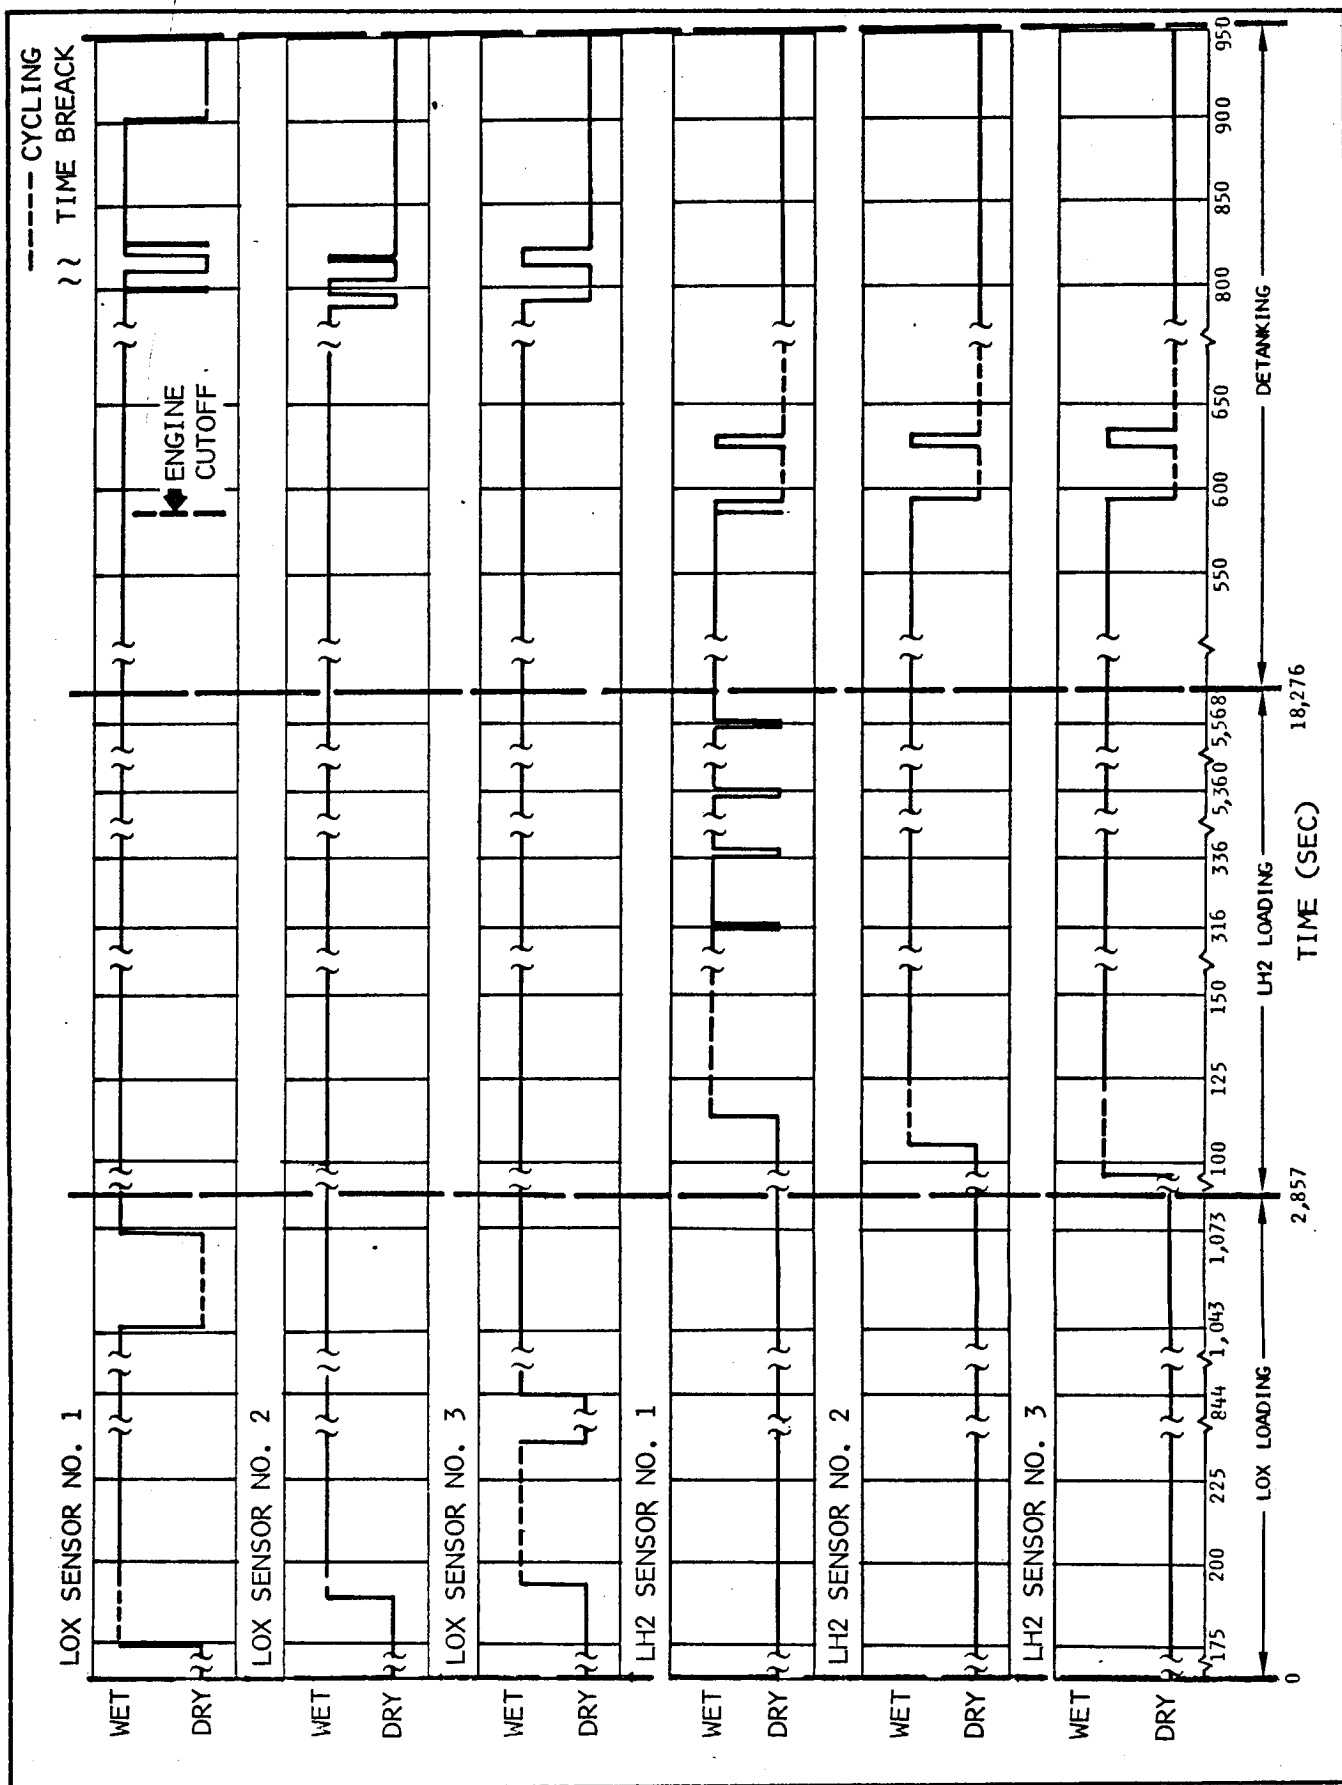 ----- CYCLING
≀≀ TIME BREACK
LOX SENSOR NO. 1
WET
DRY
ENGINE
CUTOFF
LOX SENSOR NO. 2
WET
DRY
LOX SENSOR NO. 3
WET
DRY
LH2 SENSOR NO. 1
WET
DRY
LH2 SENSOR NO. 2
WET
DRY
LH2 SENSOR NO. 3
WET
DRY
175 200 225 844 1,043 1,073 100 125 150 316 336 5,360 5,568 550 600 650 800 850 900 950
LOX LOADING LH2 LOADING DETANKING
0 2,857 18,276
TIME (SEC)